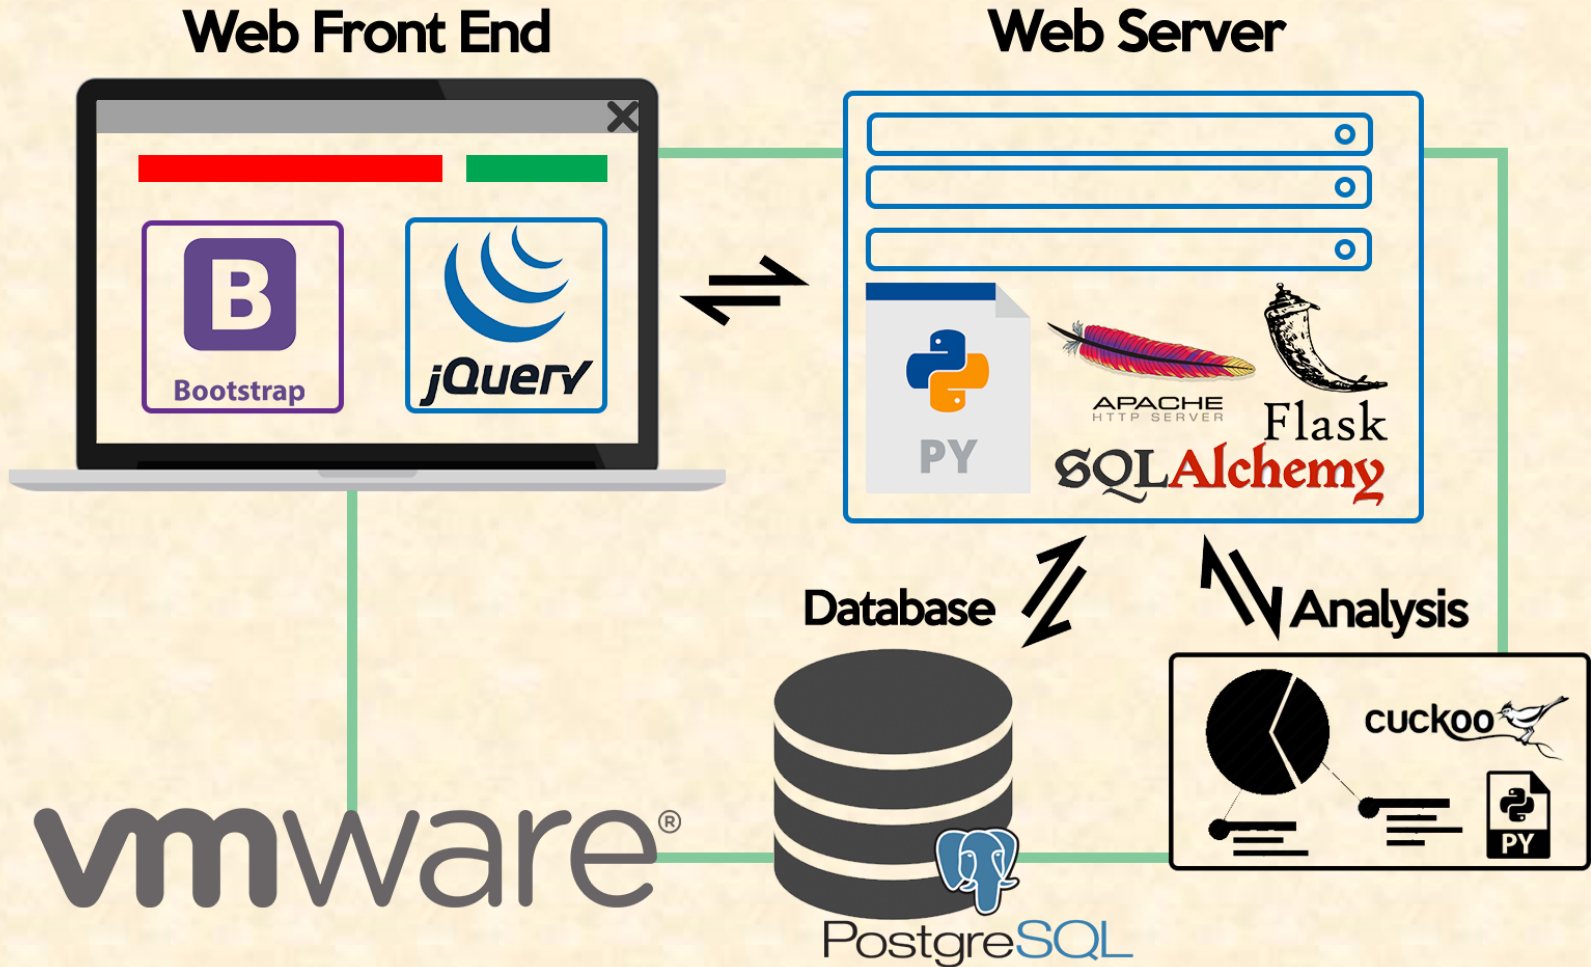 Web Front End
Web Server
B
Bootstrap
jQuery
PY
APACHE
HTTP SERVER
Flask
SQLAlchemy
Database
Analysis
cuckoo
PY
vmware®
PostgreSQL